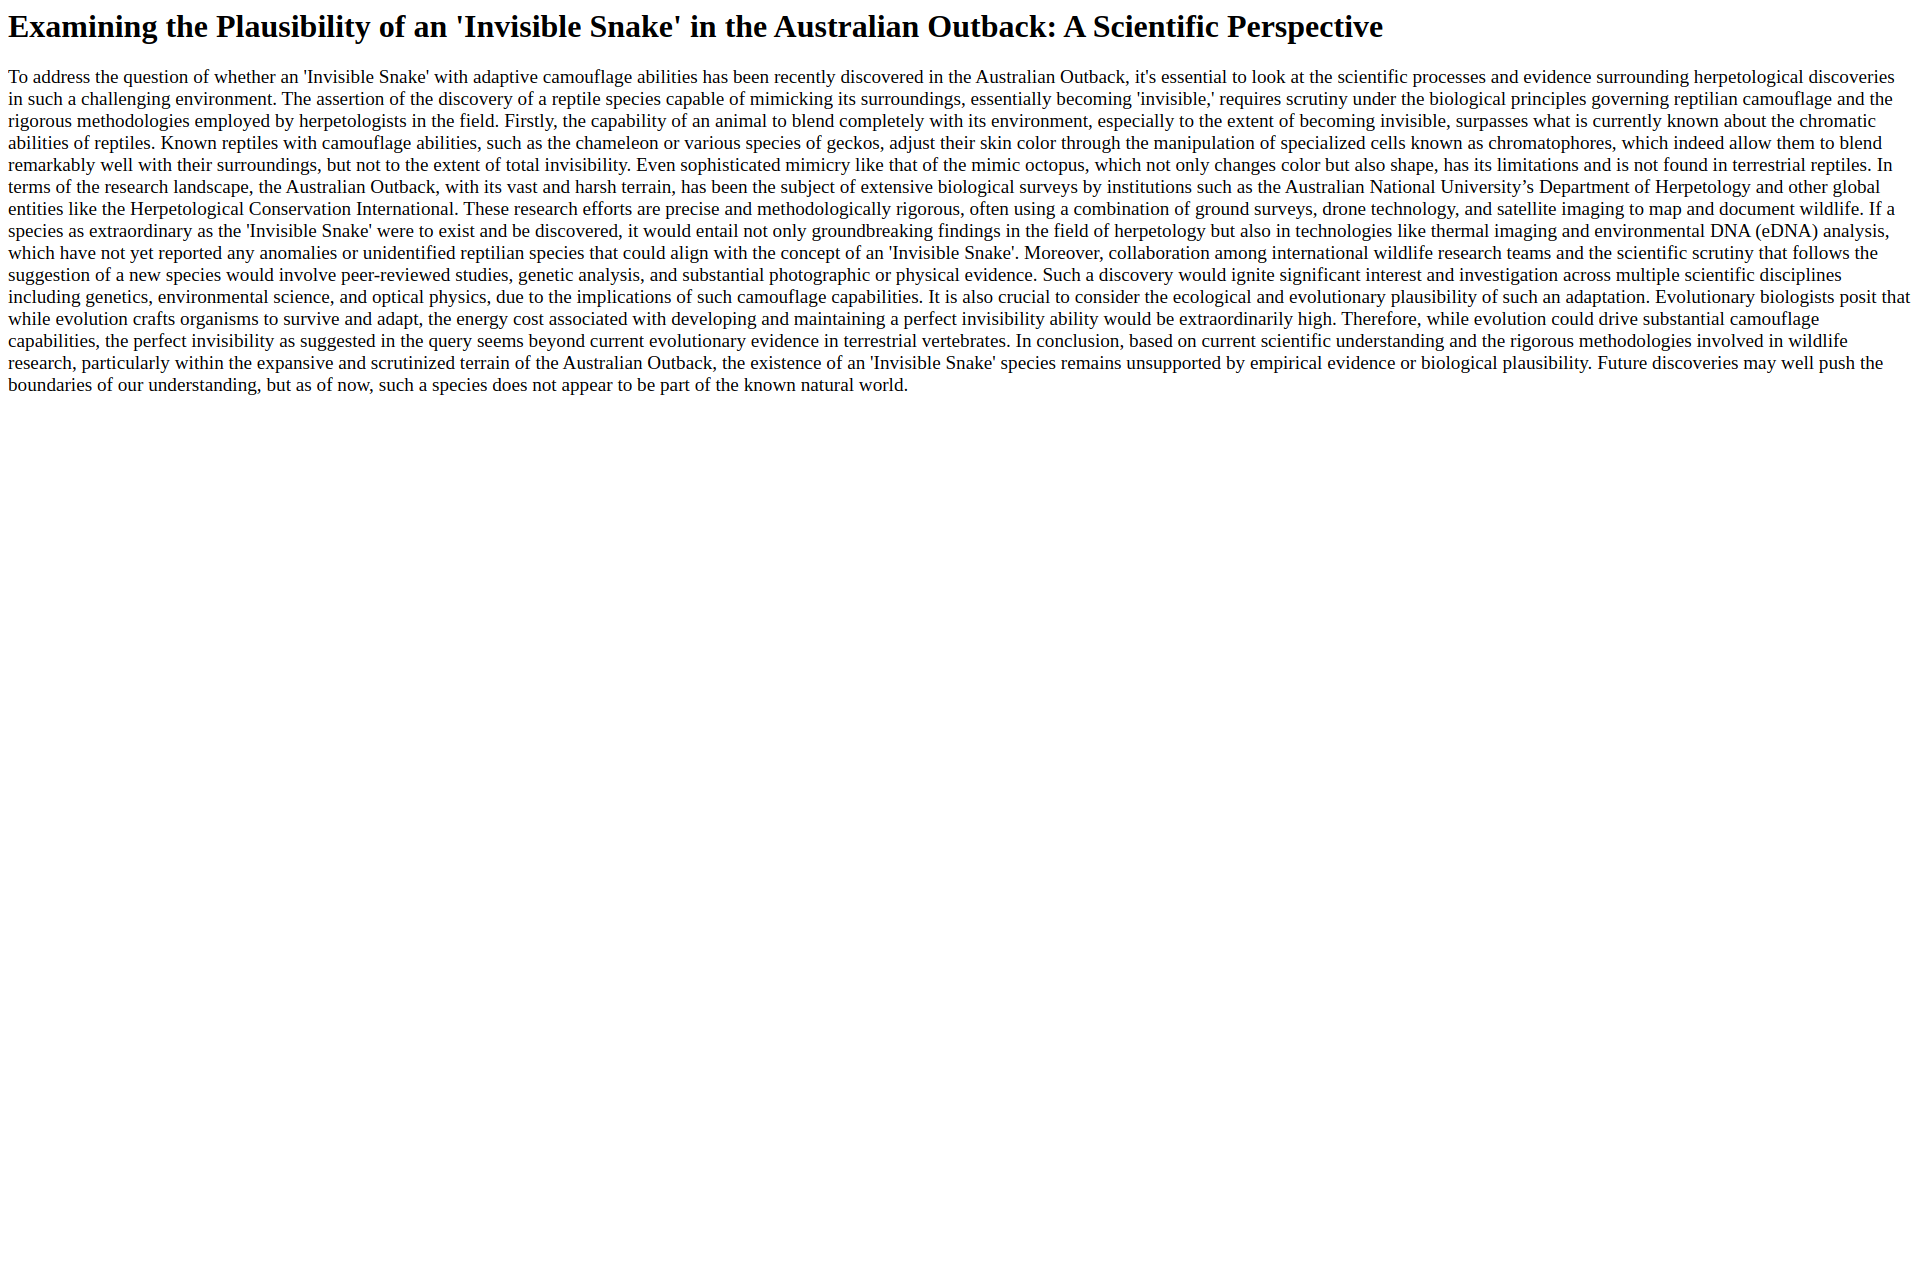 Examining the Plausibility of an 'Invisible Snake' in the Australian Outback: A Scientific Perspective
To address the question of whether an 'Invisible Snake' with adaptive camouflage abilities has been recently discovered in the Australian Outback, it's essential to look at the scientific processes and evidence surrounding herpetological discoveries
in such a challenging environment. The assertion of the discovery of a reptile species capable of mimicking its surroundings, essentially becoming 'invisible,' requires scrutiny under the biological principles governing reptilian camouflage and the
rigorous methodologies employed by herpetologists in the field. Firstly, the capability of an animal to blend completely with its environment, especially to the extent of becoming invisible, surpasses what is currently known about the chromatic
abilities of reptiles. Known reptiles with camouflage abilities, such as the chameleon or various species of geckos, adjust their skin color through the manipulation of specialized cells known as chromatophores, which indeed allow them to blend
remarkably well with their surroundings, but not to the extent of total invisibility. Even sophisticated mimicry like that of the mimic octopus, which not only changes color but also shape, has its limitations and is not found in terrestrial reptiles. In
terms of the research landscape, the Australian Outback, with its vast and harsh terrain, has been the subject of extensive biological surveys by institutions such as the Australian National University’s Department of Herpetology and other global
entities like the Herpetological Conservation International. These research efforts are precise and methodologically rigorous, often using a combination of ground surveys, drone technology, and satellite imaging to map and document wildlife. If a
species as extraordinary as the 'Invisible Snake' were to exist and be discovered, it would entail not only groundbreaking findings in the field of herpetology but also in technologies like thermal imaging and environmental DNA (eDNA) analysis,
which have not yet reported any anomalies or unidentified reptilian species that could align with the concept of an 'Invisible Snake'. Moreover, collaboration among international wildlife research teams and the scientific scrutiny that follows the
suggestion of a new species would involve peer-reviewed studies, genetic analysis, and substantial photographic or physical evidence. Such a discovery would ignite significant interest and investigation across multiple scientific disciplines
including genetics, environmental science, and optical physics, due to the implications of such camouflage capabilities. It is also crucial to consider the ecological and evolutionary plausibility of such an adaptation. Evolutionary biologists posit that
while evolution crafts organisms to survive and adapt, the energy cost associated with developing and maintaining a perfect invisibility ability would be extraordinarily high. Therefore, while evolution could drive substantial camouflage
capabilities, the perfect invisibility as suggested in the query seems beyond current evolutionary evidence in terrestrial vertebrates. In conclusion, based on current scientific understanding and the rigorous methodologies involved in wildlife
research, particularly within the expansive and scrutinized terrain of the Australian Outback, the existence of an 'Invisible Snake' species remains unsupported by empirical evidence or biological plausibility. Future discoveries may well push the
boundaries of our understanding, but as of now, such a species does not appear to be part of the known natural world.